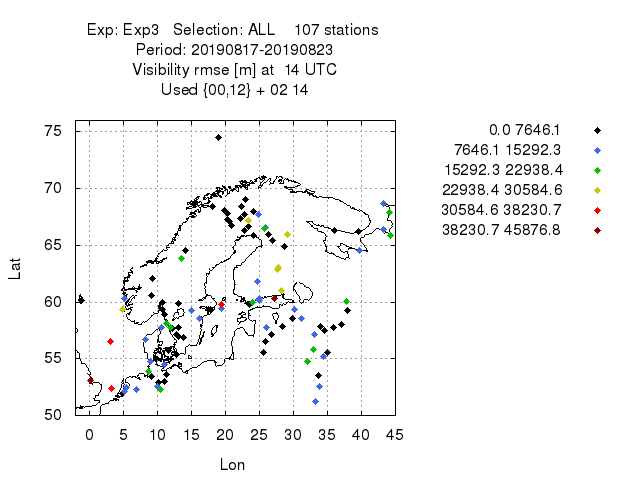 Exp: Exp3 Selection: ALL 107 stations
Period: 20190817-20190823
Visibility rmse [m] at 14 UTC
Used {00,12} + 02 14
0.0 7646.1
7646.1 15292.3
15292.3 22938.4
22938.4 30584.6
30584.6 38230.7
38230.7 45876.8
Lat
75
70
65
60
55
50
0 5 10 15 20 25 30 35 40 45
Lon